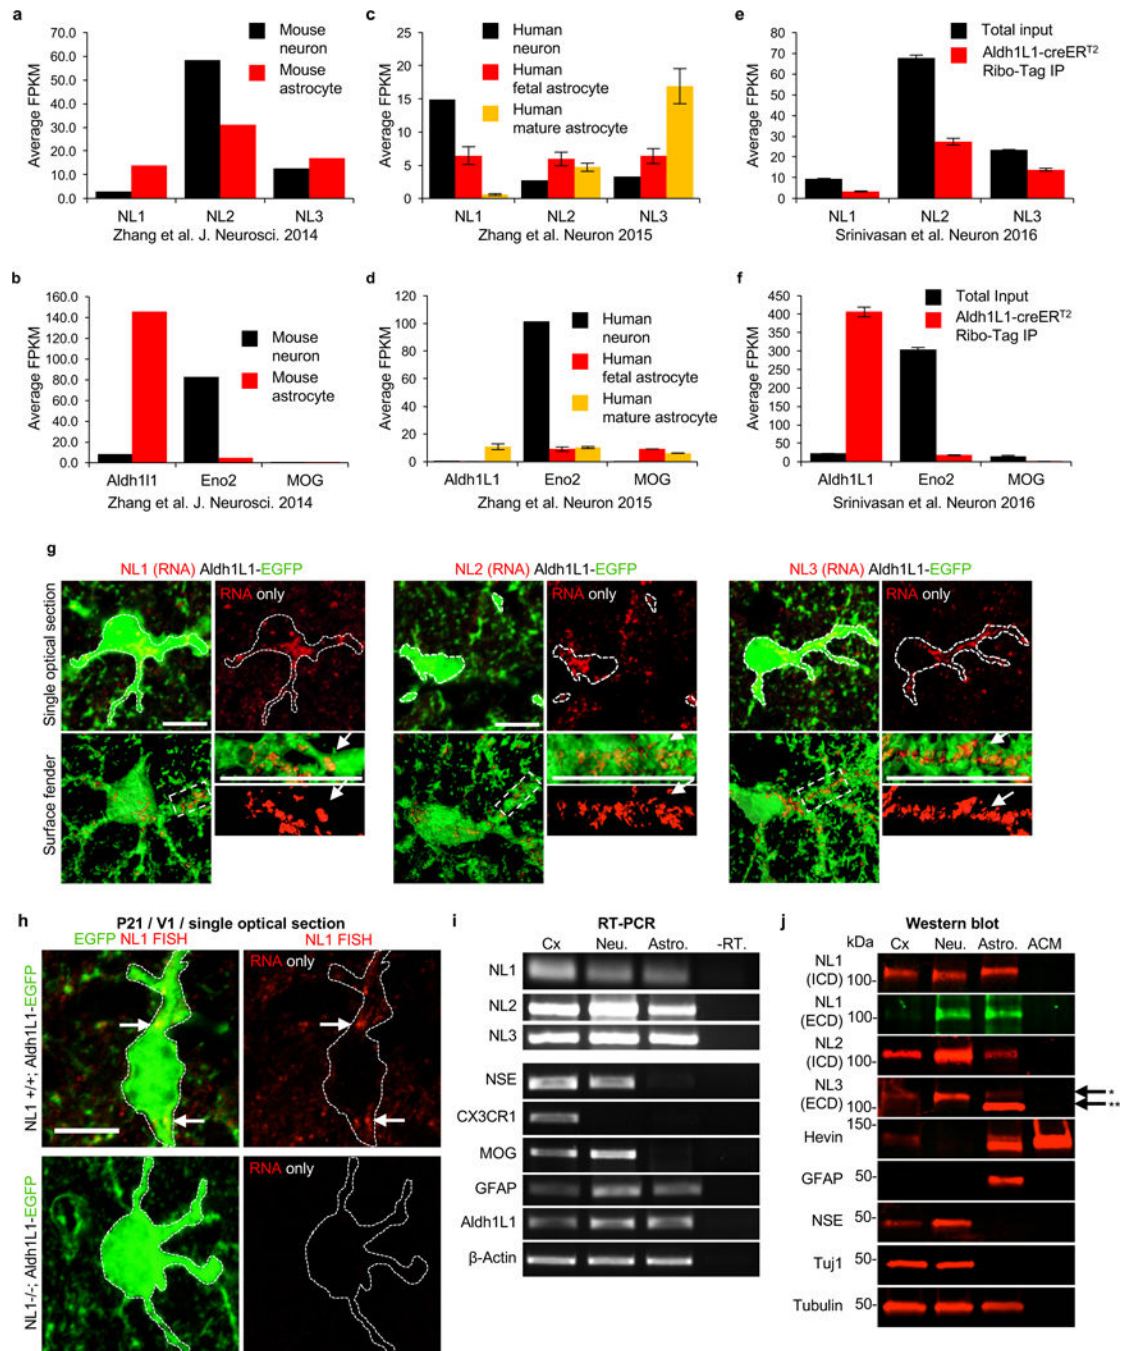 a
70.0
60.0
50.0
40.0
30.0
20.0
10.0
0.0
Average FPKM
Mouse
neuron
Mouse
astrocyte
NL1 NL2 NL3
Zhang et al. J. Neurosci. 2014
c
25
20
15
10
5
0
Average FPKM
Human
neuron
Human
fetal astrocyte
Human
mature astrocyte
NL1 NL2 NL3
Zhang et al. Neuron 2015
e
80
70
60
50
40
30
20
10
0
Average FPKM
Total input
Aldh1L1-creERT2
Ribo-Tag IP
NL1 NL2 NL3
Srinivasan et al. Neuron 2016
b
160.0
140.0
120.0
100.0
80.0
60.0
40.0
20.0
0.0
Average FPKM
Mouse
neuron
Mouse
astrocyte
Aldh1l1 Eno2 MOG
Zhang et al. J. Neurosci. 2014
d
120
100
80
60
40
20
0
Average FPKM
Human
neuron
Human
fetal astrocyte
Human
mature astrocyte
Aldh1L1 Eno2 MOG
Zhang et al. Neuron 2015
f
450
400
350
300
250
200
150
100
50
0
Average FPKM
Total Input
Aldh1L1-creERT2
Ribo-Tag IP
Aldh1L1 Eno2 MOG
Srinivasan et al. Neuron 2016
g
NL1 (RNA) Aldh1L1-EGFP
NL2 (RNA) Aldh1L1-EGFP
NL3 (RNA) Aldh1L1-EGFP
RNA only
RNA only
RNA only
Single optical section
Surface fender
h
P21 / V1 / single optical section
EGFP NL1 FISH
NL1 FISH
RNA only
NL1 +/+; Aldh1L1-EGFP
RNA only
NL1-/-; Aldh1L1-EGFP
i
RT-PCR
Cx Neu. Astro. -RT.
NL1
NL2
NL3
NSE
CX3CR1
MOG
GFAP
Aldh1L1
β-Actin
j
Western blot
kDa Cx Neu. Astro. ACM
NL1
(ICD) 100-
NL1
(ECD) 100-
NL2
(ICD) 100-
NL3
(ECD) 100-
*
**
Hevin 150-
GFAP 50-
NSE 50-
Tuj1 50-
Tubulin 50-